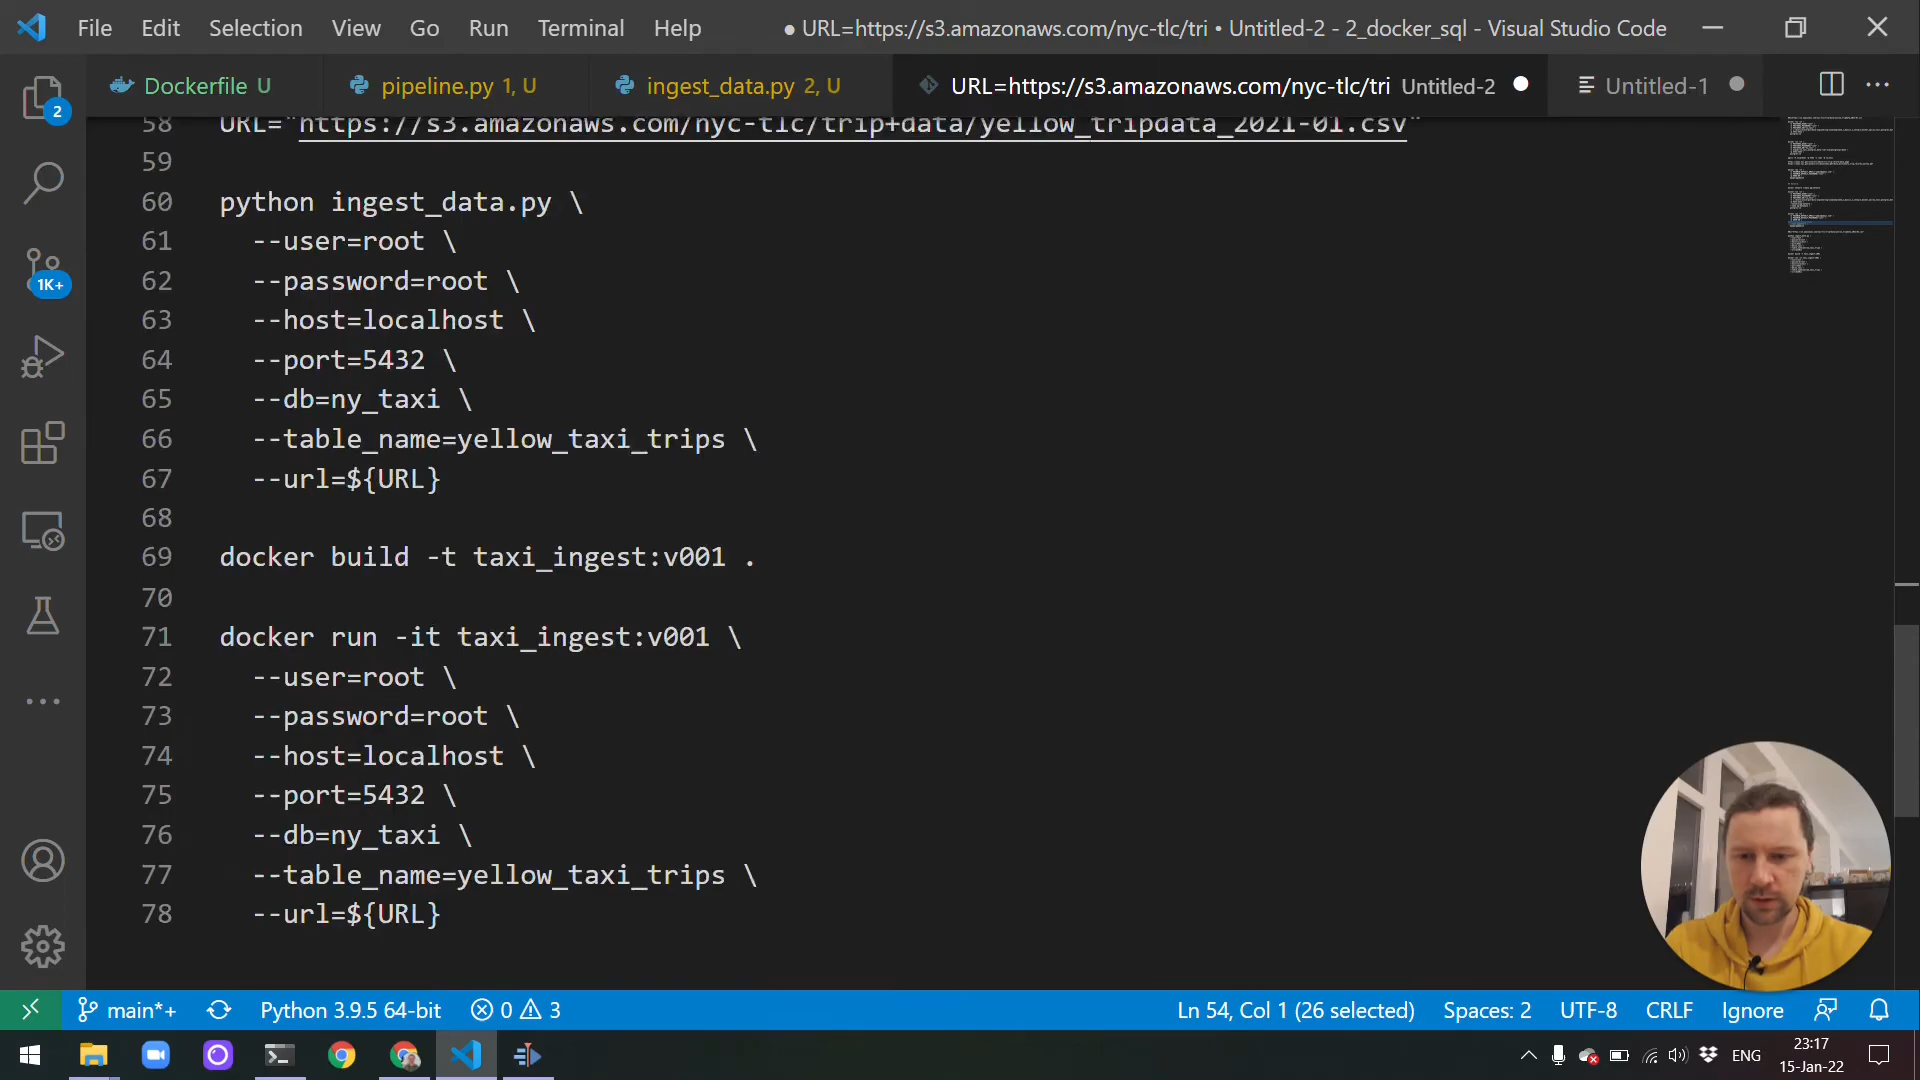 File Edit Selection View Go Run Terminal Help
● URL=https://s3.amazonaws.com/nyc-tlc/tri • Untitled-2 - 2_docker_sql - Visual Studio Code
Dockerfile U
pipeline.py 1, U
ingest_data.py 2, U
URL=https://s3.amazonaws.com/nyc-tlc/tri Untitled-2
Untitled-1
2
1K+
58 URL="https://s3.amazonaws.com/nyc-tlc/trip+data/yellow_tripdata_2021-01.csv"
59
60 python ingest_data.py \
61 --user=root \
62 --password=root \
63 --host=localhost \
64 --port=5432 \
65 --db=ny_taxi \
66 --table_name=yellow_taxi_trips \
67 --url=${URL}
68
69 docker build -t taxi_ingest:v001 .
70
71 docker run -it taxi_ingest:v001 \
72 --user=root \
73 --password=root \
74 --host=localhost \
75 --port=5432 \
76 --db=ny_taxi \
77 --table_name=yellow_taxi_trips \
78 --url=${URL}
main*+ Python 3.9.5 64-bit 0 3
Ln 54, Col 1 (26 selected) Spaces: 2 UTF-8 CRLF Ignore
ENG
23:17
15-Jan-22